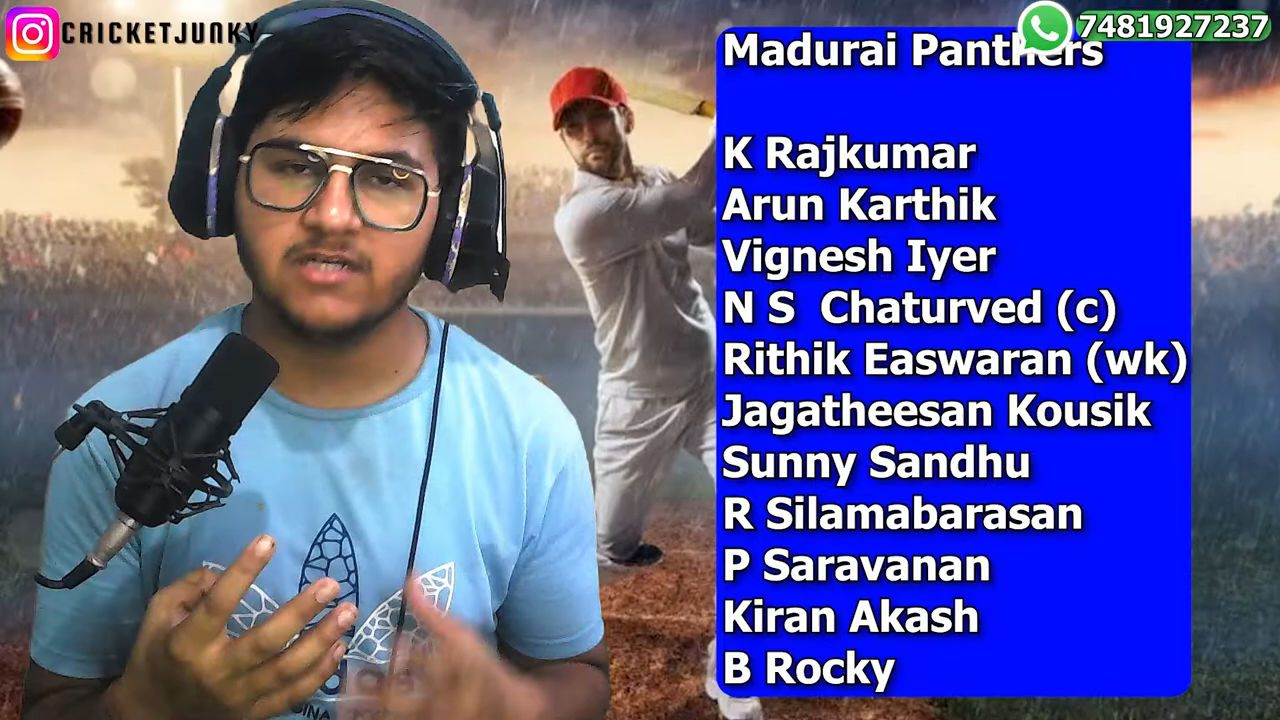 CRICKETJUNKY
7481927237
Madurai Panthers
K Rajkumar
Arun Karthik
Vignesh Iyer
N S Chaturved (c)
Rithik Easwaran (wk)
Jagatheesan Kousik
Sunny Sandhu
R Silamabarasan
P Saravanan
Kiran Akash
B Rocky